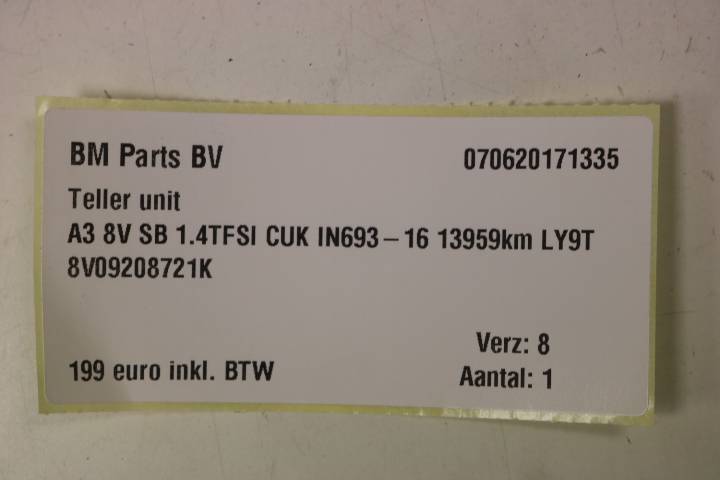 BM Parts BV 070620171335
Teller unit
A3 8V SB 1.4TFSI CUK IN693-16 13959km LY9T
8V09208721K
Verz: 8
199 euro inkl. BTW Aantal: 1